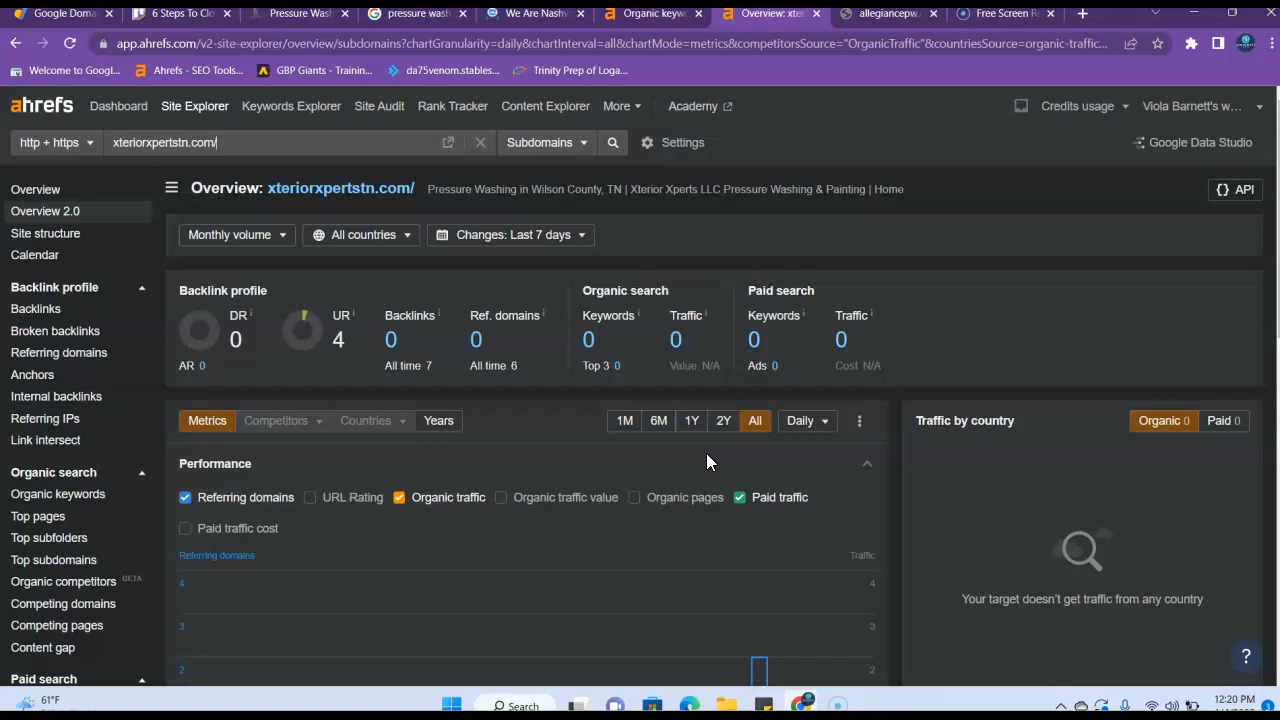 Google Doma
6 Steps To Clo
Pressure Wash
pressure wash
We Are Nashv
Organic keyw
Overview: xte
allegiancepw.
Free Screen R
app.ahrefs.com/v2-site-explorer/overview/subdomains?chartGranularity=daily&chartInterval=all&chartMode=metrics&competitorsSource="OrganicTraffic"&countriesSource=organic-traffic...
Welcome to Googl...
Ahrefs - SEO Tools...
GBP Giants - Trainin...
da75venom.stables...
Trinity Prep of Loga...
ahrefs Dashboard Site Explorer Keywords Explorer Site Audit Rank Tracker Content Explorer More Academy Credits usage Viola Barnett's w...
http + https xteriorxpertstn.com/ Subdomains Settings Google Data Studio
Overview
Overview 2.0
Site structure
Calendar
Backlink profile
Backlinks
Broken backlinks
Referring domains
Anchors
Internal backlinks
Referring IPs
Link intersect
Organic search
Organic keywords
Top pages
Top subfolders
Top subdomains
Organic competitors BETA
Competing domains
Competing pages
Content gap
Paid search
Overview: xteriorxpertstn.com/ Pressure Washing in Wilson County, TN | Xterior Xperts LLC Pressure Washing & Painting | Home {} API
Monthly volume All countries Changes: Last 7 days
Backlink profile Organic search Paid search
DR UR Backlinks Ref. domains Keywords Traffic Keywords Traffic
0 4 0 0 0 0 0 0
AR 0 All time 7 All time 6 Top 3 0 Value N/A Ads 0 Cost N/A
Metrics Competitors Countries Years 1M 6M 1Y 2Y All Daily
Performance
Referring domains URL Rating Organic traffic Organic traffic value Organic pages Paid traffic
Paid traffic cost
Referring domains Traffic
4 4
3 3
2 2
Traffic by country Organic 0 Paid 0
Your target doesn't get traffic from any country
?
61°F
Search
12:20 PM
3